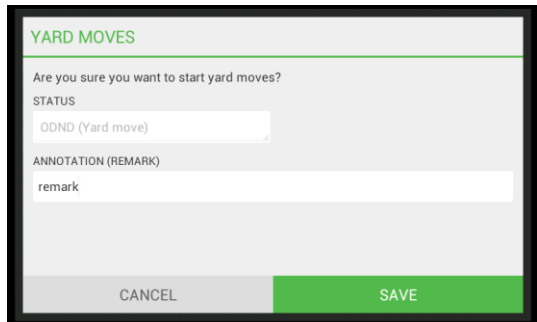 YARD MOVES
Are you sure you want to start yard moves?
STATUS
ODND (Yard move)
ANNOTATION (REMARK)
remark
CANCEL SAVE